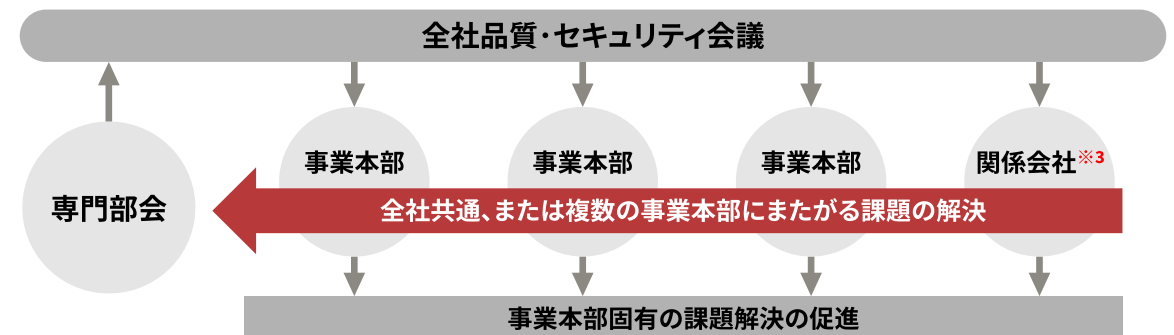 全社品質・セキュリティ会議
事業本部
事業本部
事業本部
関係会社※3
専門部会
全社共通、または複数の事業本部にまたがる課題の解決
事業本部固有の課題解決の促進